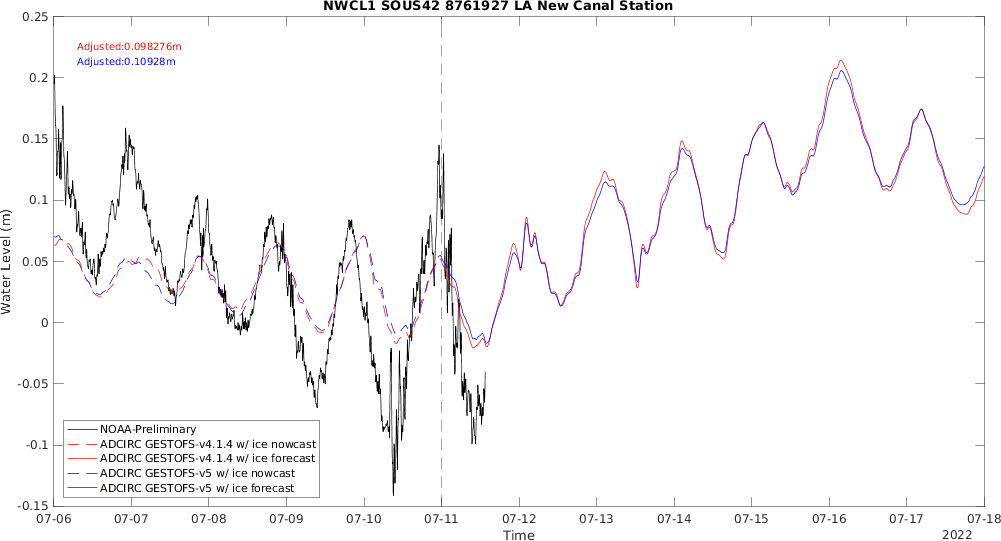 NWCL1 SOUS42 8761927 LA New Canal Station
0.25
Adjusted:0.098276m
Adjusted:0.10928m
0.2
0.15
0.1
0.05
0
-0.05
-0.1
-0.15
Water Level (m)
NOAA-Preliminary
ADCIRC GESTOFS-v4.1.4 w/ ice nowcast
ADCIRC GESTOFS-v4.1.4 w/ ice forecast
ADCIRC GESTOFS-v5 w/ ice nowcast
ADCIRC GESTOFS-v5 w/ ice forecast
07-06 07-07 07-08 07-09 07-10 07-11 07-12 07-13 07-14 07-15 07-16 07-17 07-18
Time
2022